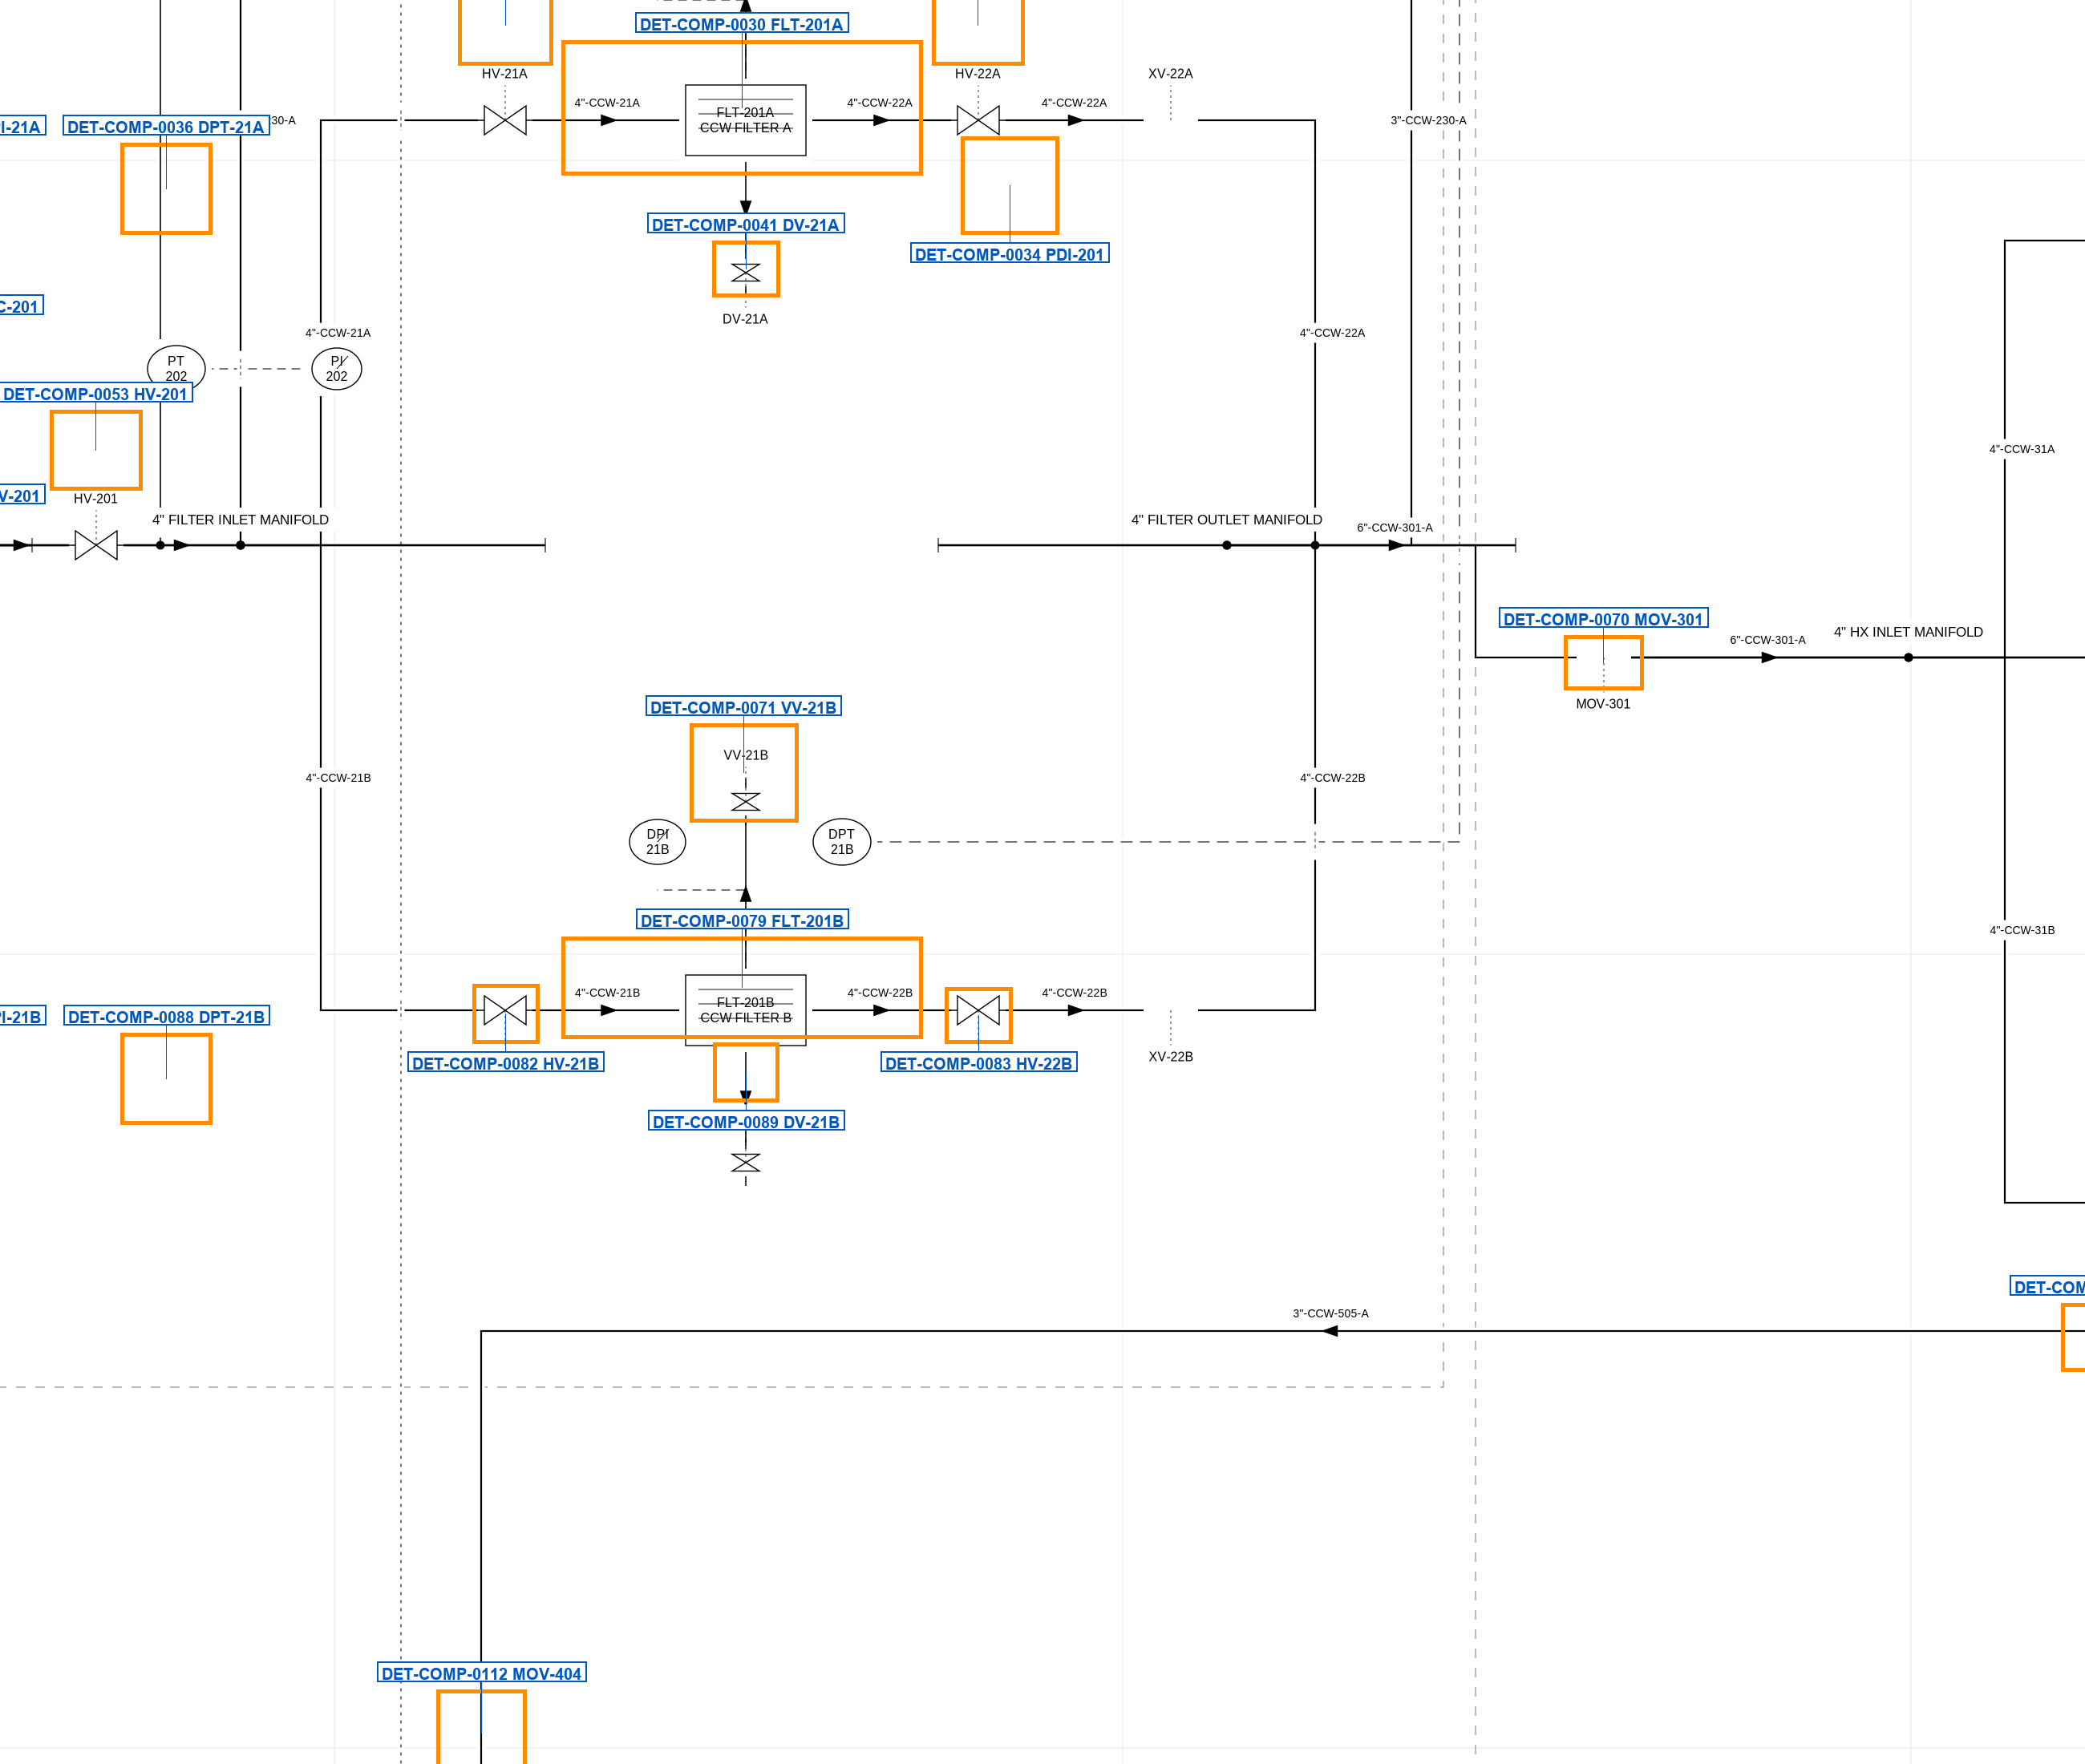 DET-COMP-0030 FLT-201A
HV-21A
HV-22A
XV-22A
4"-CCW-21A
4"-CCW-22A
4"-CCW-22A
FLT-201A
CCW FILTER A
I-21A
DET-COMP-0036 DPT-21A
30-A
3"-CCW-230-A
DET-COMP-0041 DV-21A
DET-COMP-0034 PDI-201
C-201
DV-21A
4"-CCW-21A
4"-CCW-22A
PT
202
PI
202
DET-COMP-0053 HV-201
4"-CCW-31A
V-201
HV-201
4" FILTER INLET MANIFOLD
4" FILTER OUTLET MANIFOLD
6"-CCW-301-A
DET-COMP-0070 MOV-301
6"-CCW-301-A
4" HX INLET MANIFOLD
MOV-301
DET-COMP-0071 VV-21B
VV-21B
4"-CCW-21B
4"-CCW-22B
DPI
21B
DPT
21B
DET-COMP-0079 FLT-201B
4"-CCW-31B
4"-CCW-21B
4"-CCW-22B
4"-CCW-22B
FLT-201B
CCW FILTER B
I-21B
DET-COMP-0088 DPT-21B
DET-COMP-0082 HV-21B
DET-COMP-0083 HV-22B
XV-22B
DET-COMP-0089 DV-21B
DET-COM
3"-CCW-505-A
DET-COMP-0112 MOV-404